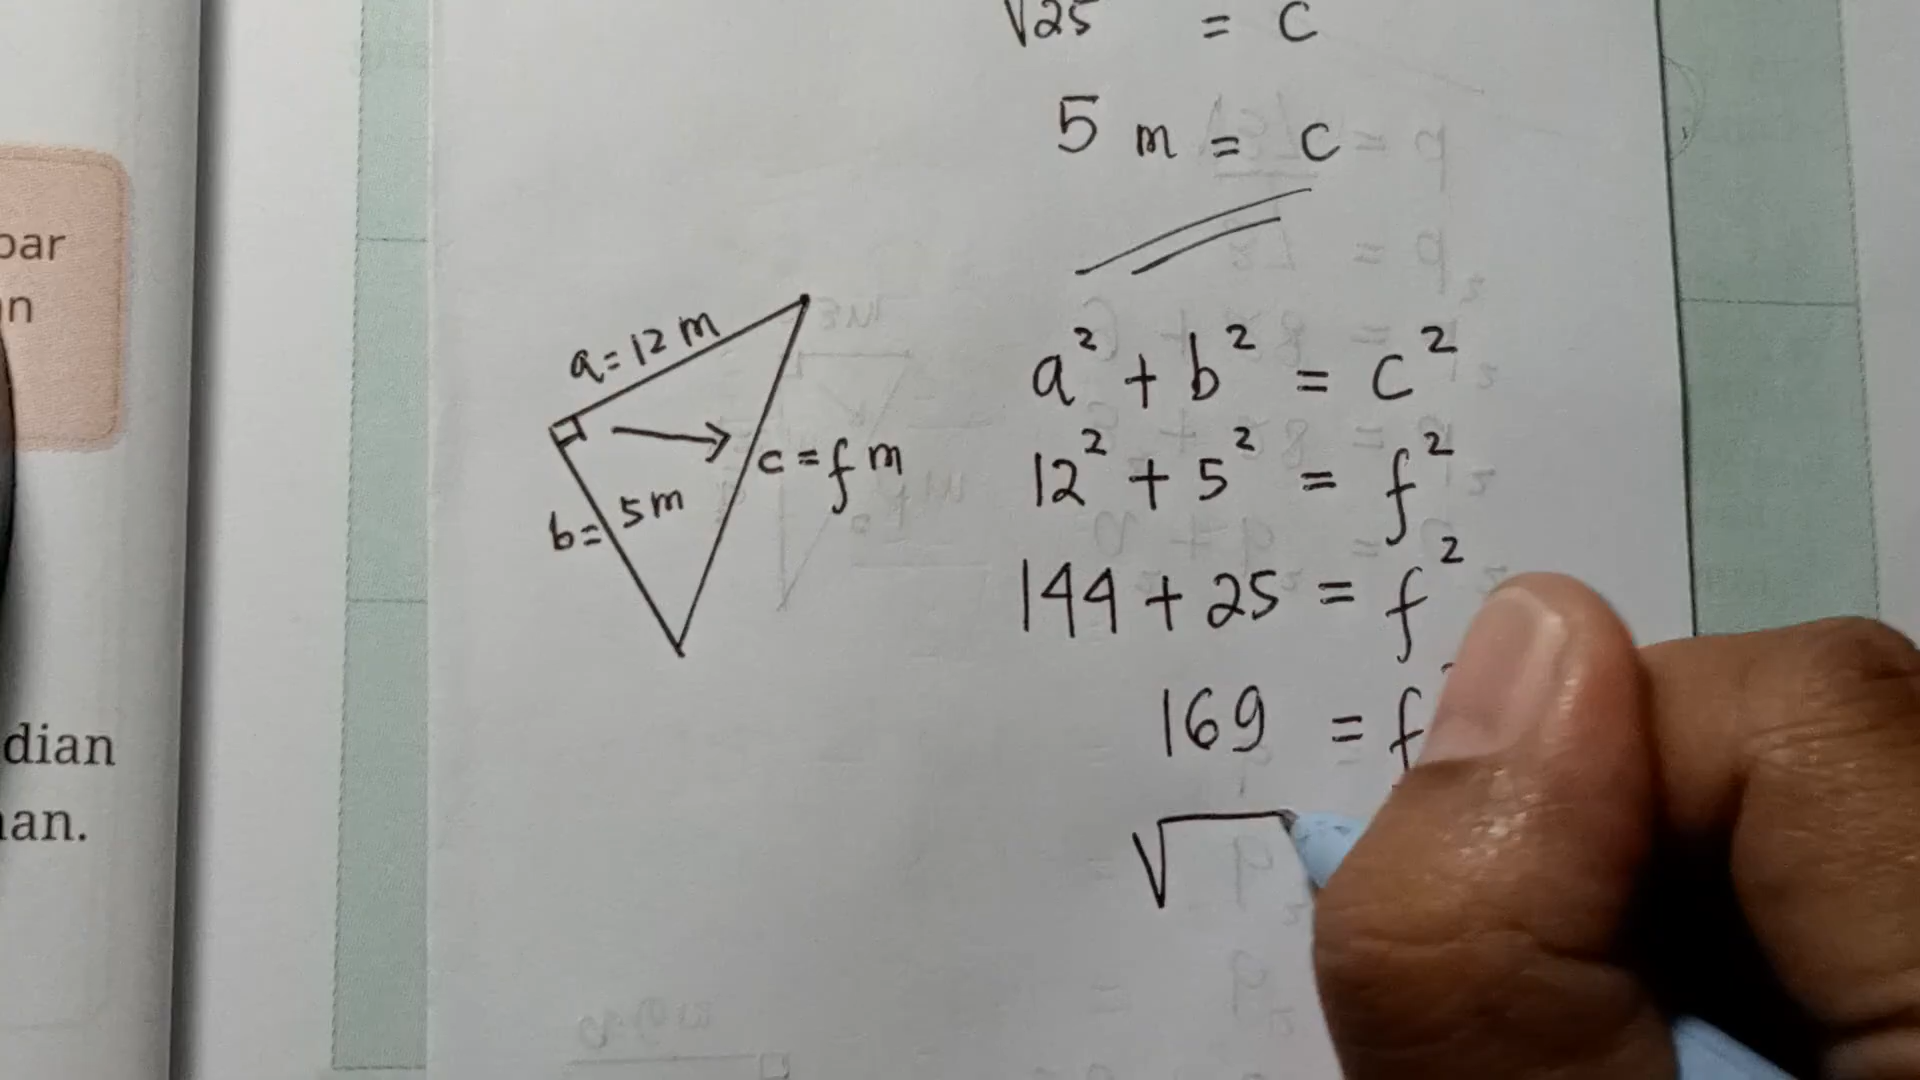 √25 = c
5 m = c
par
n
dian
an.
a = 12 m
c = f m
b = 5 m
a² + b² = c²
12² + 5² = f²
144 + 25 = f²
169 = f
√